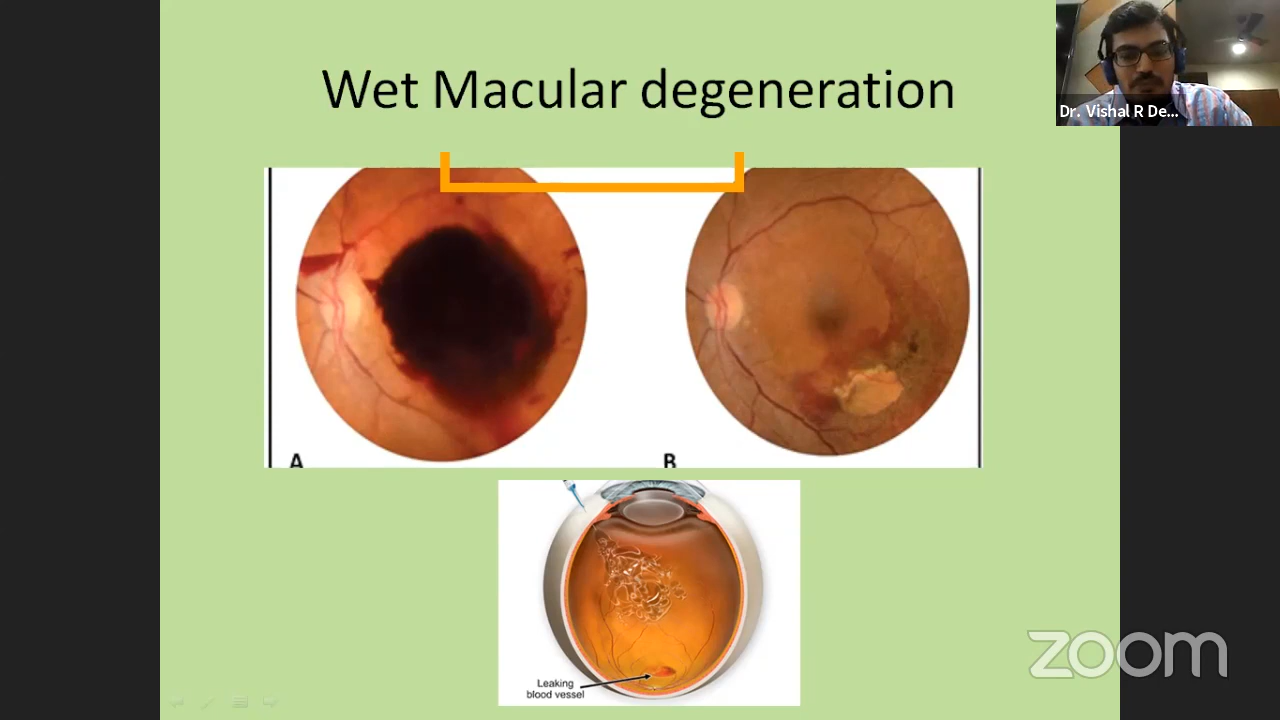 Wet Macular degeneration
Dr. Vishal R De...
A
B
Leaking
blood vessel
zoom